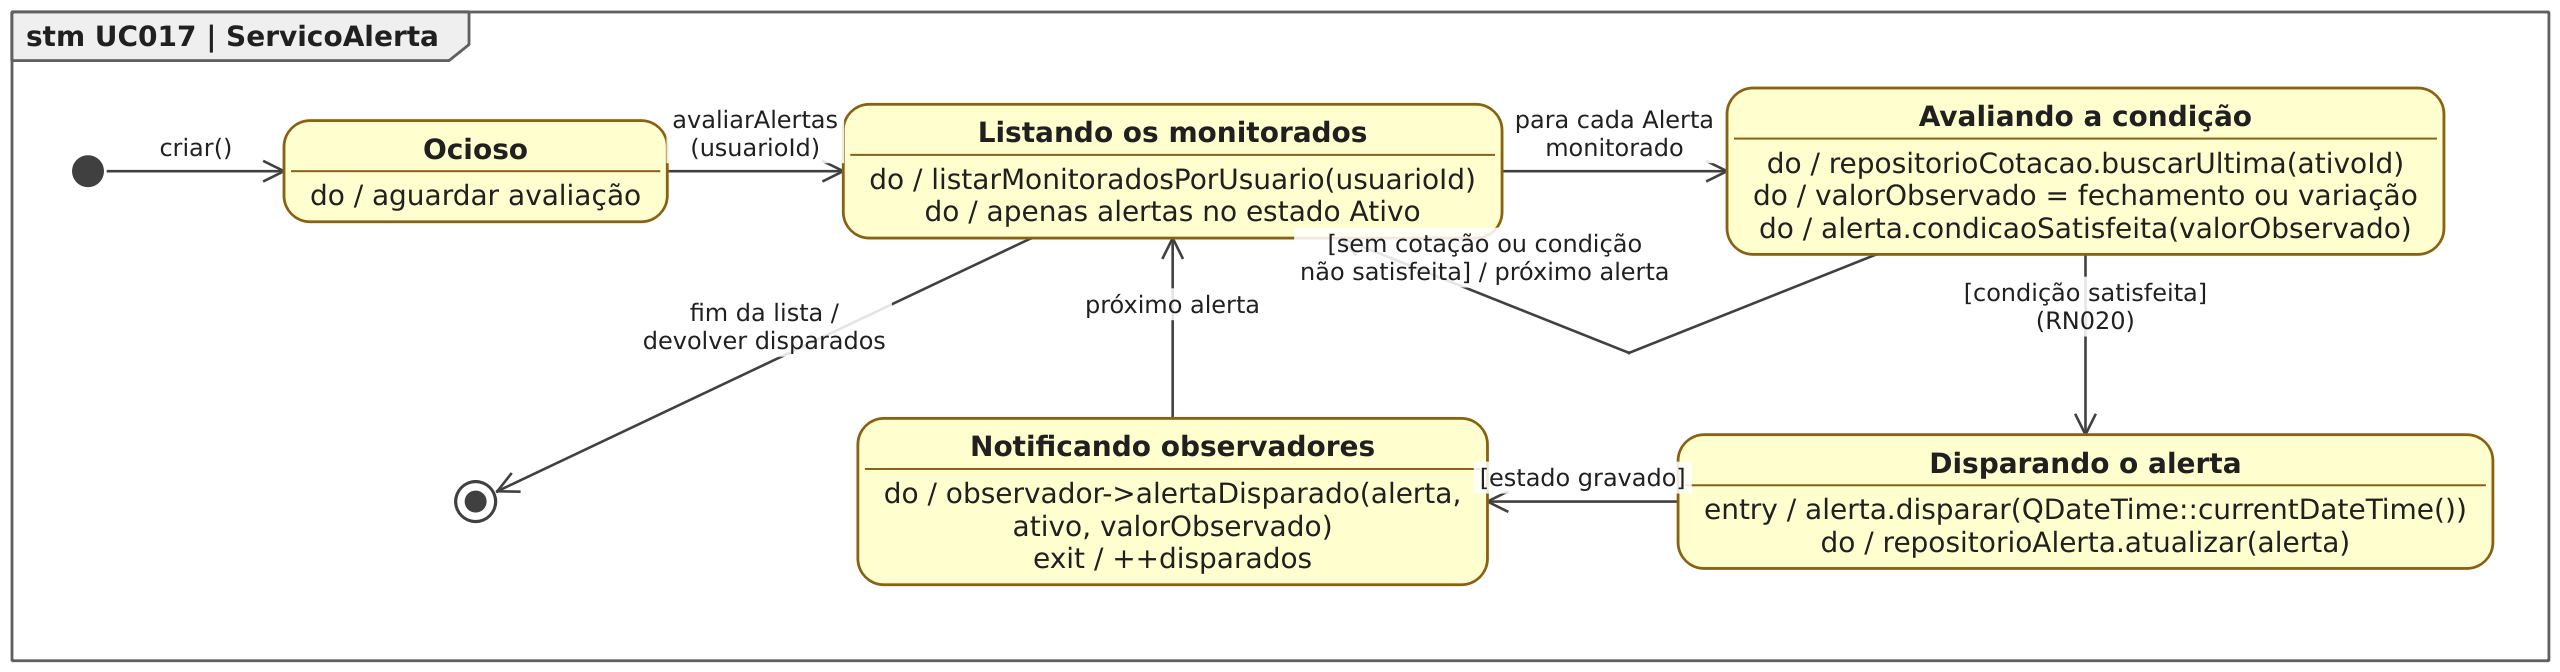 stm UC017 | ServicoAlerta
criar()
Ocioso
do / aguardar avaliação
avaliarAlertas
(usuarioId)
Listando os monitorados
do / listarMonitoradosPorUsuario(usuarioId)
do / apenas alertas no estado Ativo
para cada Alerta
monitorado
Avaliando a condição
do / repositorioCotacao.buscarUltima(ativoId)
do / valorObservado = fechamento ou variação
do / alerta.condicaoSatisfeita(valorObservado)
[sem cotação ou condição
não satisfeita] / próximo alerta
[condição satisfeita]
(RN020)
próximo alerta
fim da lista /
devolver disparados
Notificando observadores
do / observador->alertaDisparado(alerta,
ativo, valorObservado)
exit / ++disparados
[estado gravado]
Disparando o alerta
entry / alerta.disparar(QDateTime::currentDateTime())
do / repositorioAlerta.atualizar(alerta)